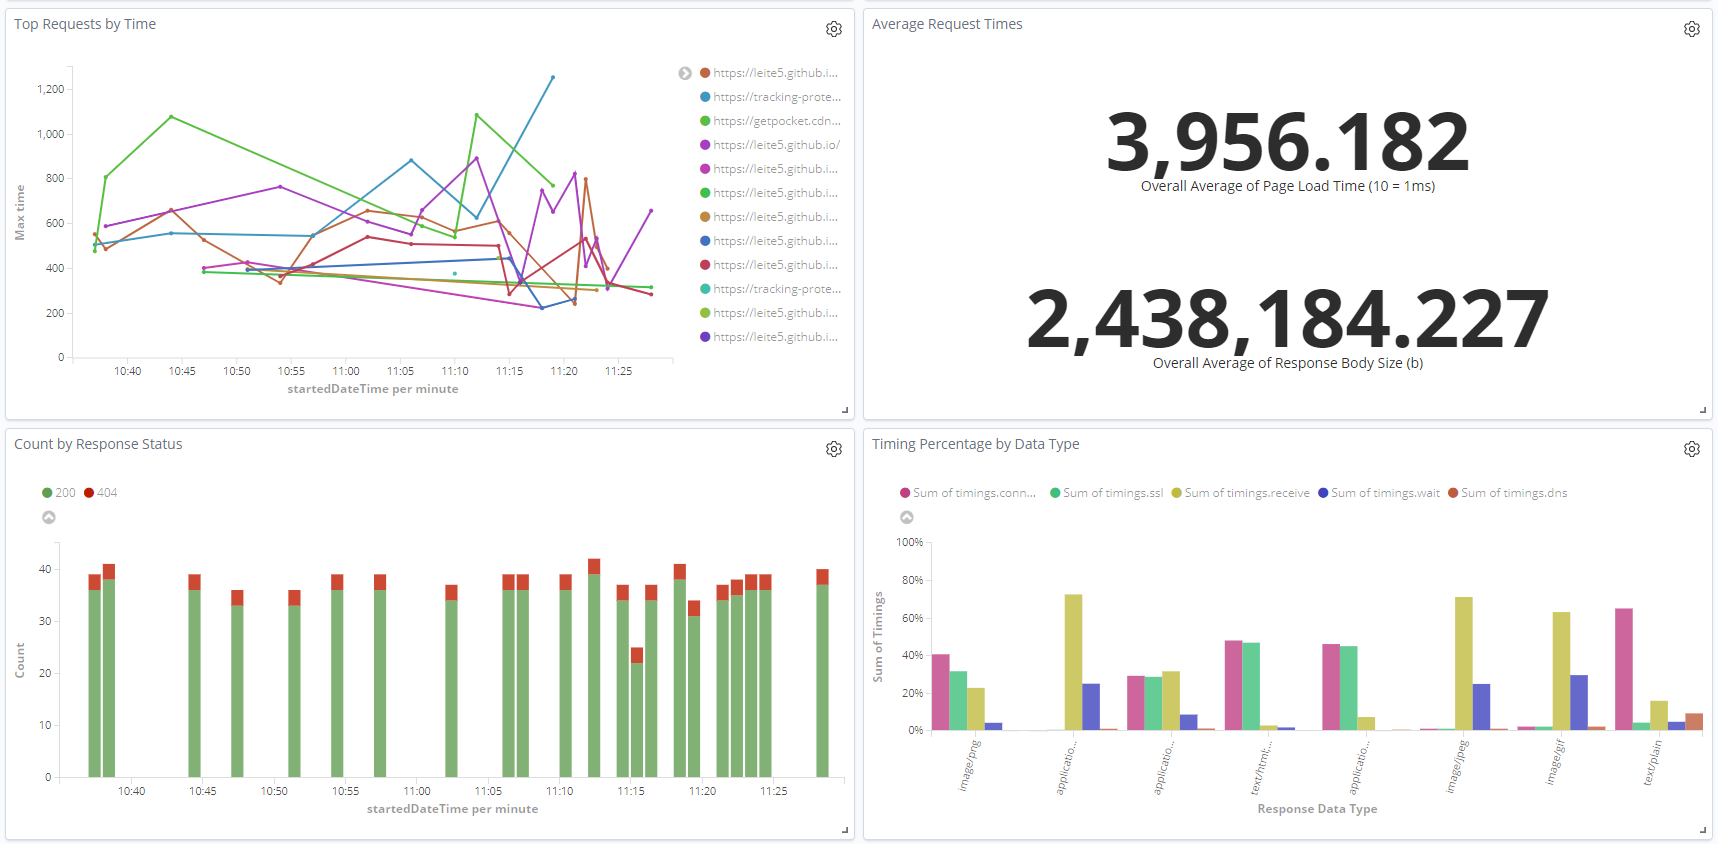 Top Requests by Time
1,200
1,000
800
600
400
200
0
Max time
10:40 10:45 10:50 10:55 11:00 11:05 11:10 11:15 11:20 11:25
startedDateTime per minute
https://leite5.github.i...
https://tracking-prote...
https://getpocket.cdn...
https://leite5.github.io/
https://leite5.github.i...
https://leite5.github.i...
https://leite5.github.i...
https://leite5.github.i...
https://leite5.github.i...
https://tracking-prote...
https://leite5.github.i...
https://leite5.github.i...
Average Request Times
3,956.182
Overall Average of Page Load Time (10 = 1ms)
2,438,184.227
Overall Average of Response Body Size (b)
Count by Response Status
200 404
40
30
20
10
0
Count
10:40 10:45 10:50 10:55 11:00 11:05 11:10 11:15 11:20 11:25
startedDateTime per minute
Timing Percentage by Data Type
Sum of timings.conn... Sum of timings.ssl Sum of timings.receive Sum of timings.wait Sum of timings.dns
100%
80%
60%
40%
20%
0%
Sum of Timings
image/png applicatio... applicatio... text/html;... applicatio... image/jpeg image/gif text/plain
Response Data Type